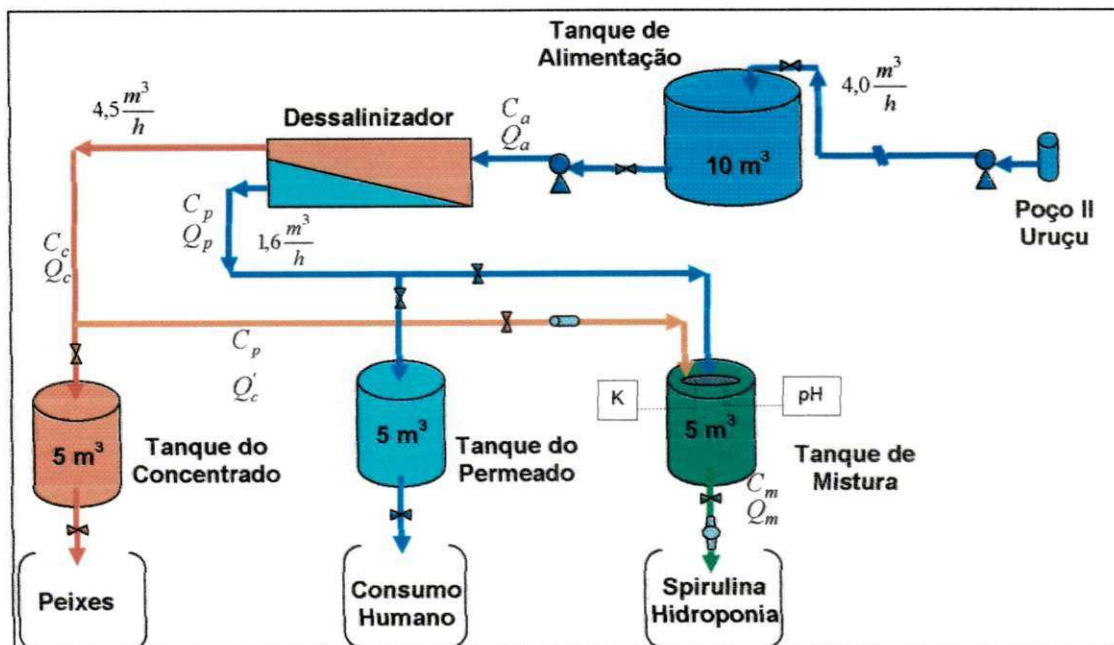 Tanque de
Alimentação
4,0 m³/h
4,5 m³/h
Dessalinizador
C_a
Q_a
10 m³
Poço II
Uruçu
C_p
Q_p
1,6 m³/h
C_c
Q_c
C_p
Q'_c
K
pH
5 m³
Tanque do
Concentrado
5 m³
Tanque do
Permeado
5 m³
Tanque de
Mistura
C_m
Q_m
Peixes
Consumo
Humano
Spirulina
Hidroponia